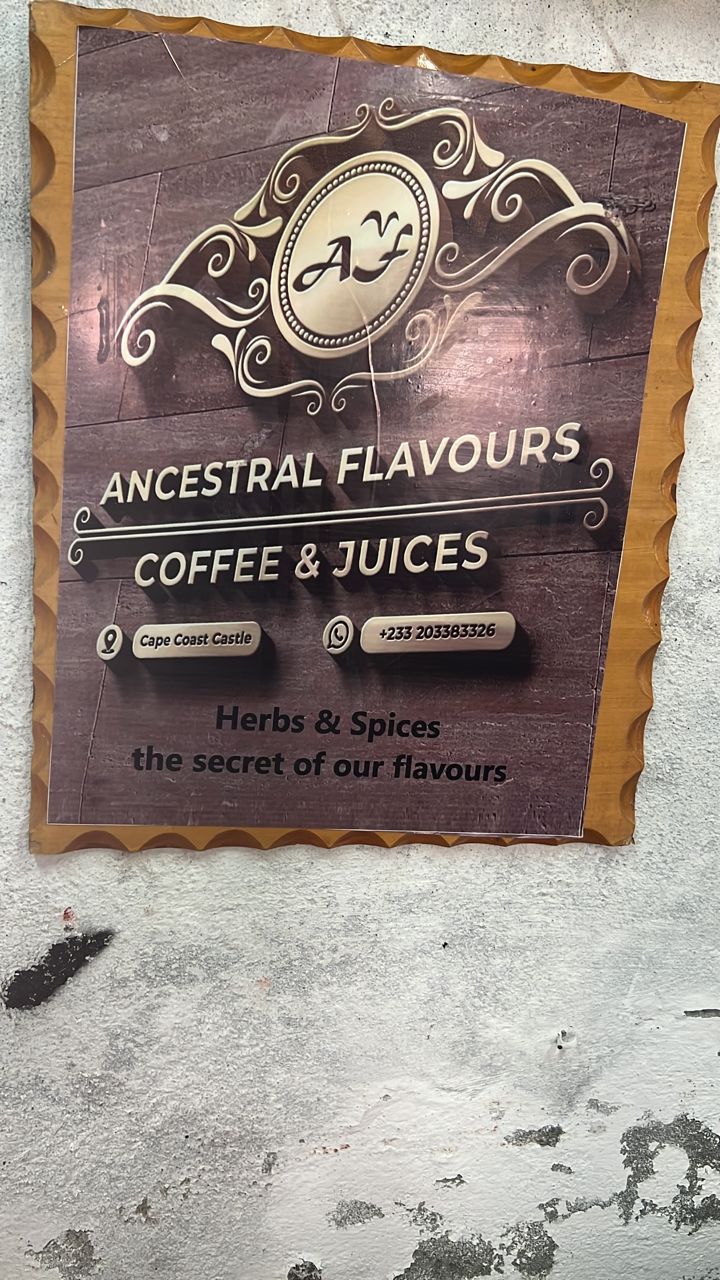 AF
ANCESTRAL FLAVOURS
COFFEE & JUICES
Cape Coast Castle
+233 203383326
Herbs & Spices
the secret of our flavours